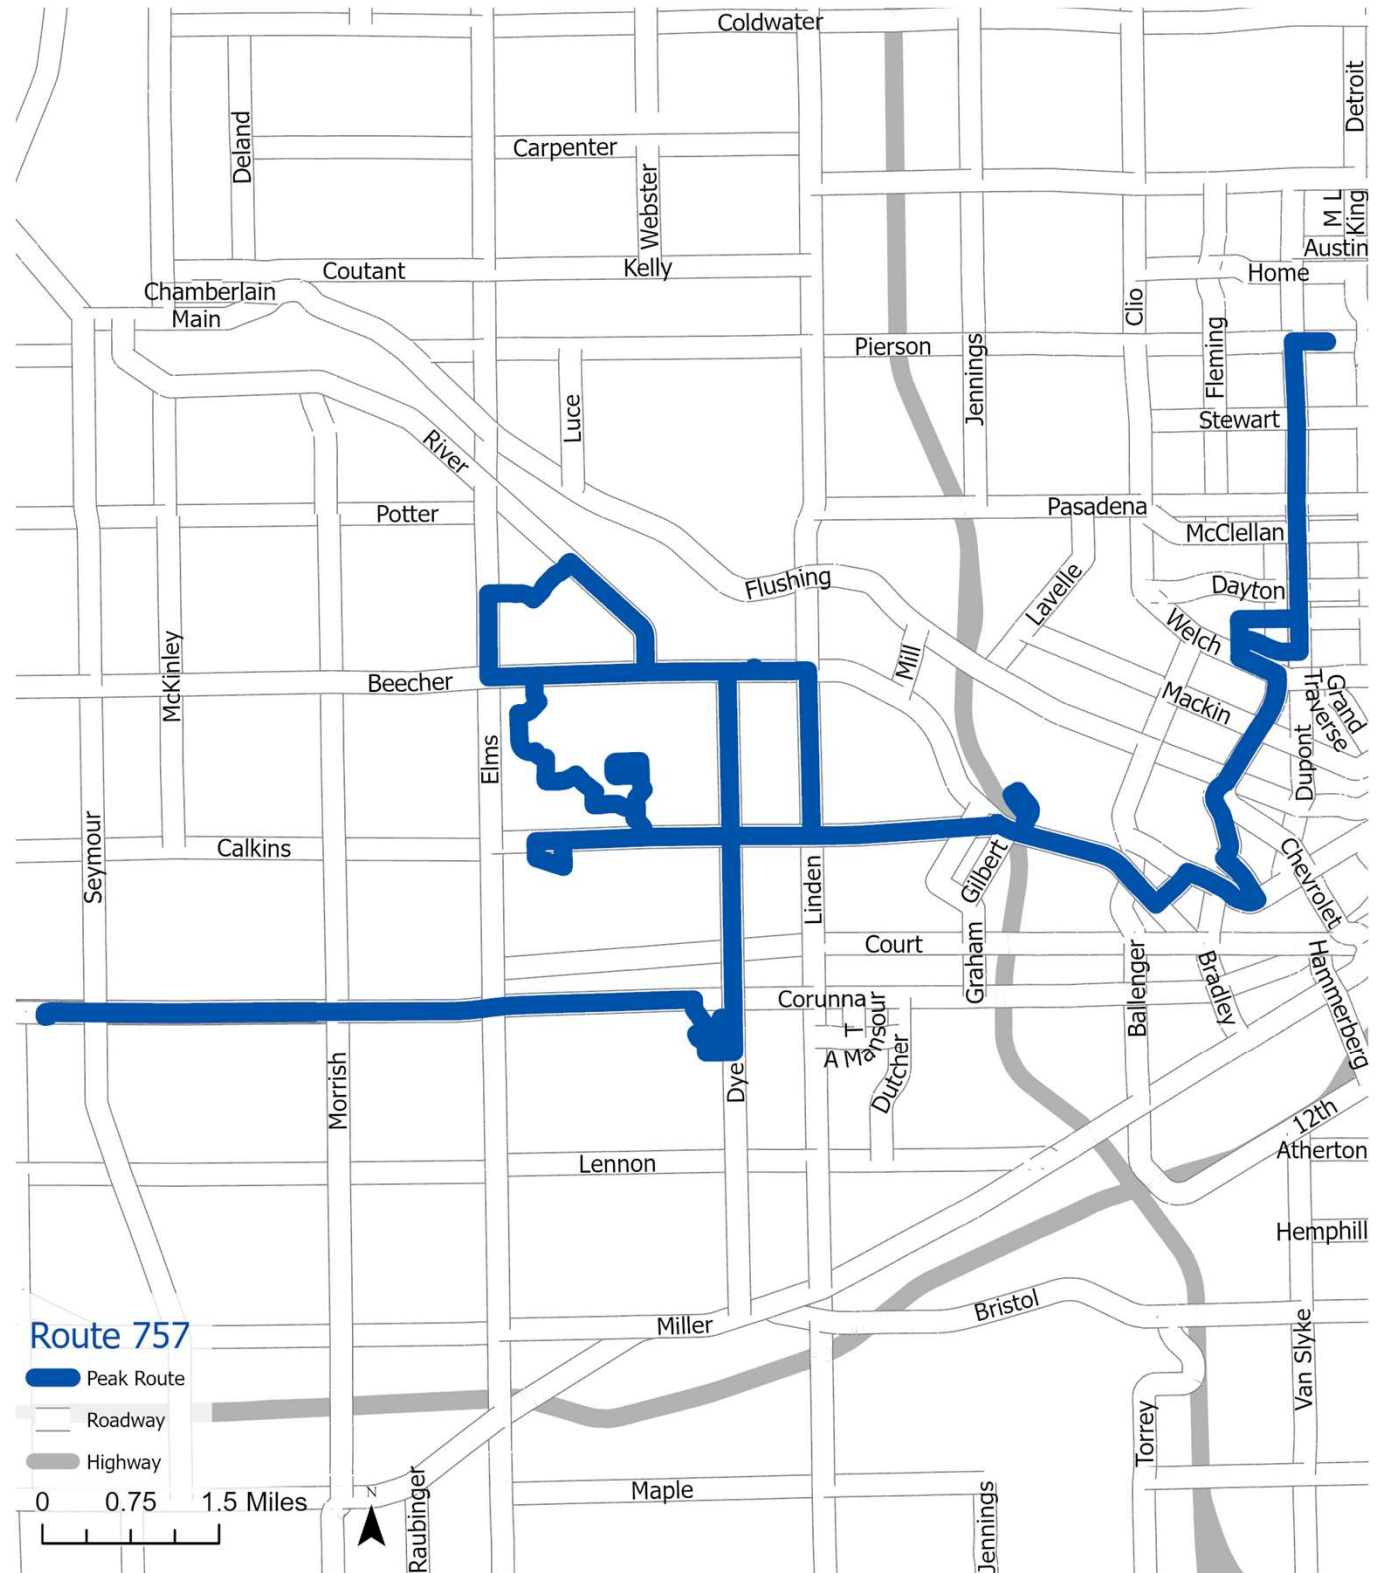 Coldwater
Detroit
Deland
Carpenter
Webster
M L
King
Austin
Coutant
Kelly
Home
Chamberlain
Main
Clio
Pierson
Fleming
Jennings
Luce
Stewart
River
Potter
Pasadena
McClellan
Flushing
Lavelle
Dayton
Welch
Mill
McKinley
Beecher
Mackin
Grand
Traverse
Elms
Dupont
Seymour
Calkins
Linden
Gilbert
Chevrolet
Court
Graham
Ballenger
Bradley
Hammerberg
Corunna
T
A Mansour
Dutcher
Morrish
Dye
12th
Lennon
Atherton
Hemphill
Bristol
Miller
Van Slyke
Route 757
Peak Route
Roadway
Highway
Torrey
0 0.75 1.5 Miles
N
Raubinger
Maple
Jennings